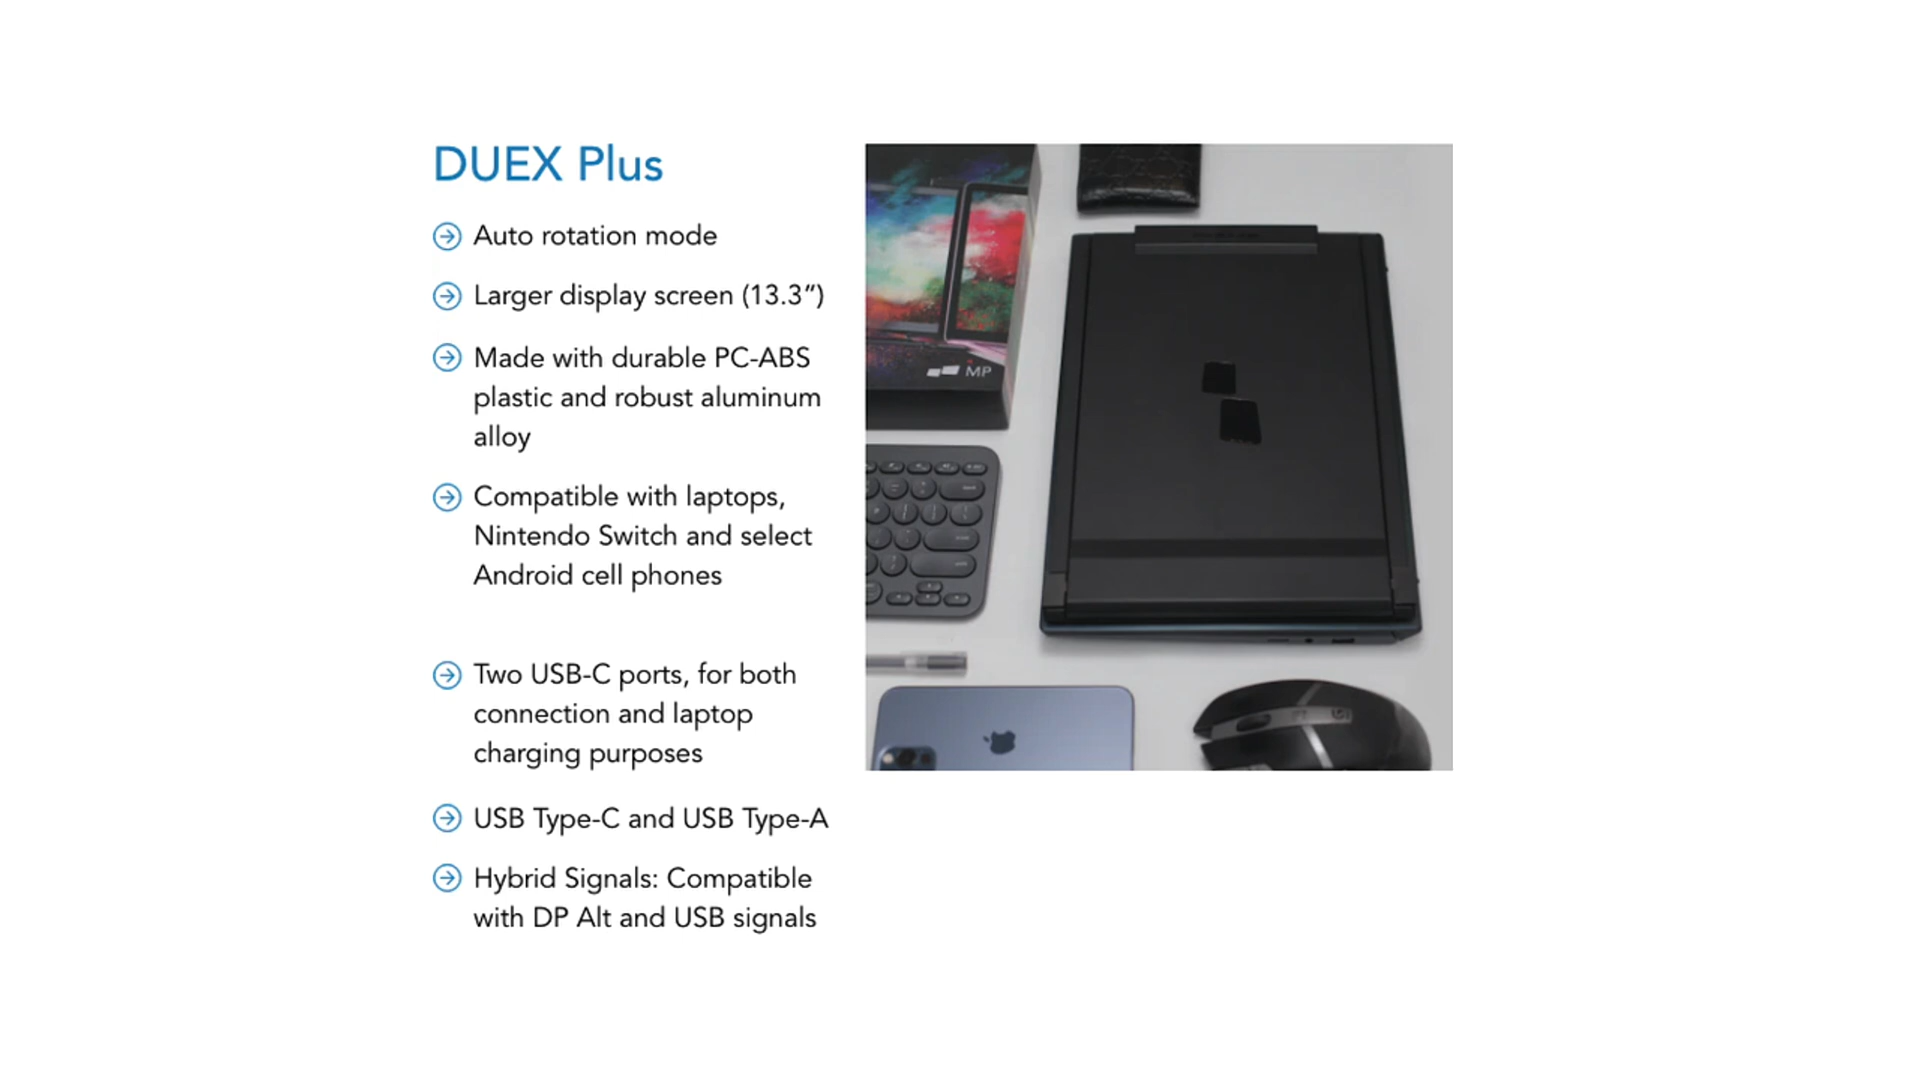 DUEX Plus
Auto rotation mode
Larger display screen (13.3”)
Made with durable PC-ABS
plastic and robust aluminum
alloy
Compatible with laptops,
Nintendo Switch and select
Android cell phones
Two USB-C ports, for both
connection and laptop
charging purposes
USB Type-C and USB Type-A
Hybrid Signals: Compatible
with DP Alt and USB signals
MP